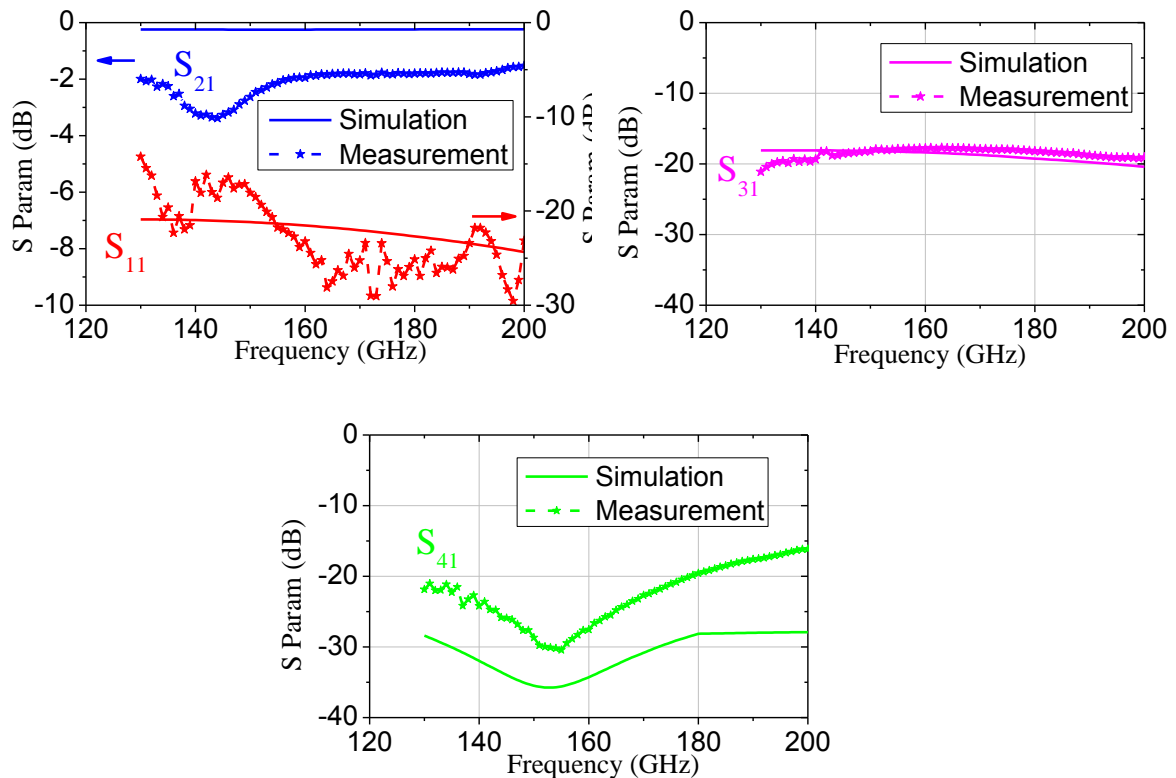 0
-2
-4
-6
-8
-10
S Param (dB)
S21
S11
Simulation
Measurement
0
-10
-20
-30
S Param (dB)
120 140 160 180 200
Frequency (GHz)
0
-10
-20
-30
-40
S Param (dB)
S31
Simulation
Measurement
120 140 160 180 200
Frequency (GHz)
0
-10
-20
-30
-40
S Param (dB)
S41
Simulation
Measurement
120 140 160 180 200
Frequency (GHz)